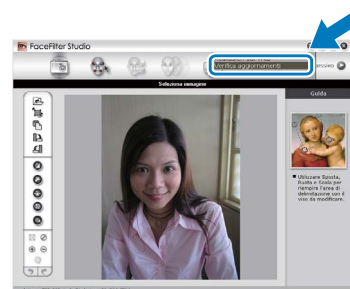 FaceFilter Studio
Verifica aggiornamenti
Seleziona immagine
Guida
Utilizzare Sposta,
Ruota e Scala per
riempire l'area di
delimitazione con il
viso da modificare.